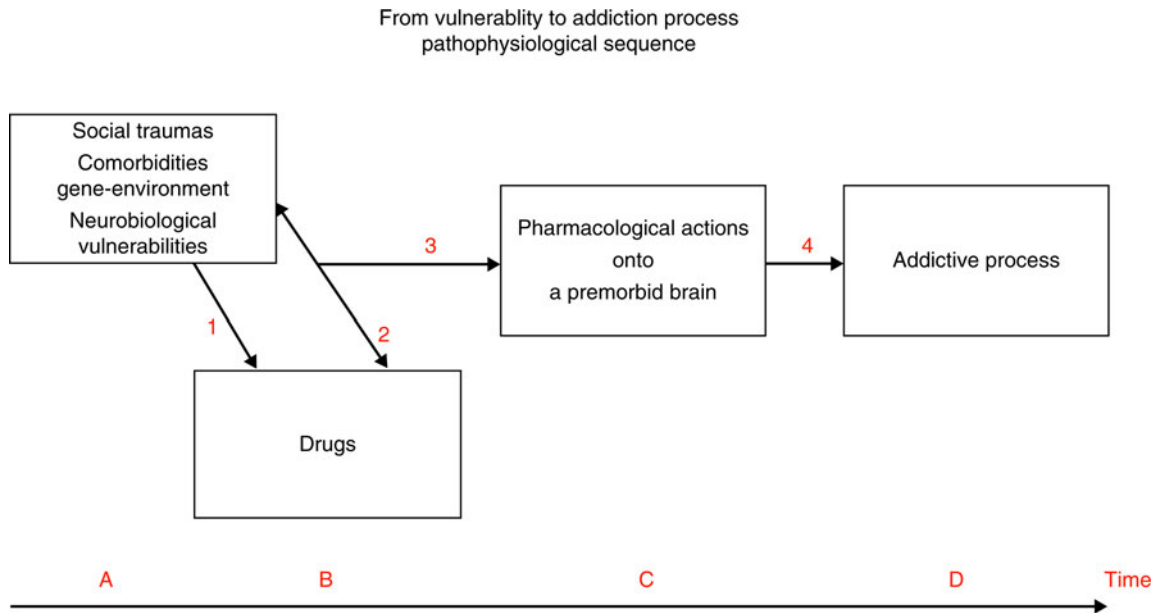 From vulnerablity to addiction process
pathophysiological sequence
Social traumas
Comorbidities
gene-environment
Neurobiological
vulnerabilities
1
2
3
Pharmacological actions
onto
a premorbid brain
4
Addictive process
Drugs
A
B
C
D
Time